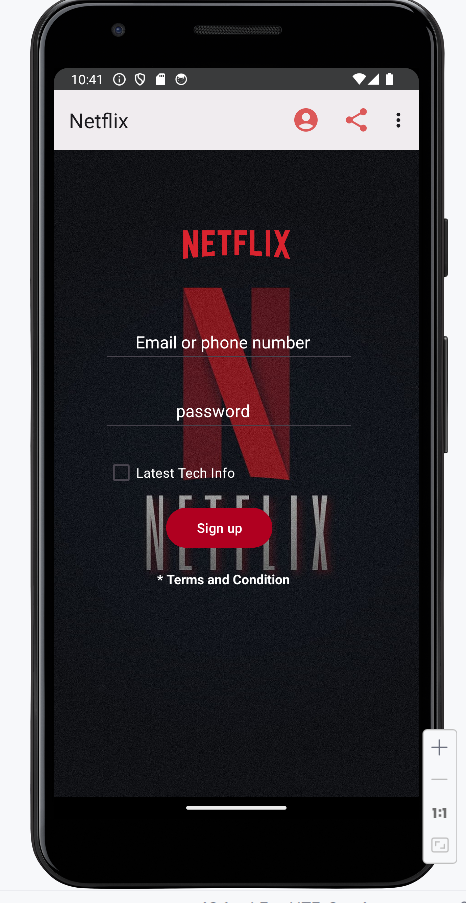 10:41
Netflix
NETFLIX
Email or phone number
password
Latest Tech Info
NETFLIX
Sign up
* Terms and Condition
1:1